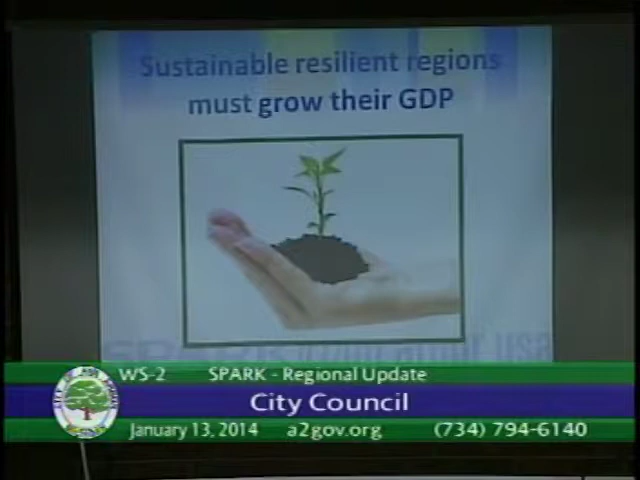 Sustainable resilient regions
must grow their GDP
WS-2 SPARK - Regional Update
City Council
January 13, 2014 a2gov.org (734) 794-6140